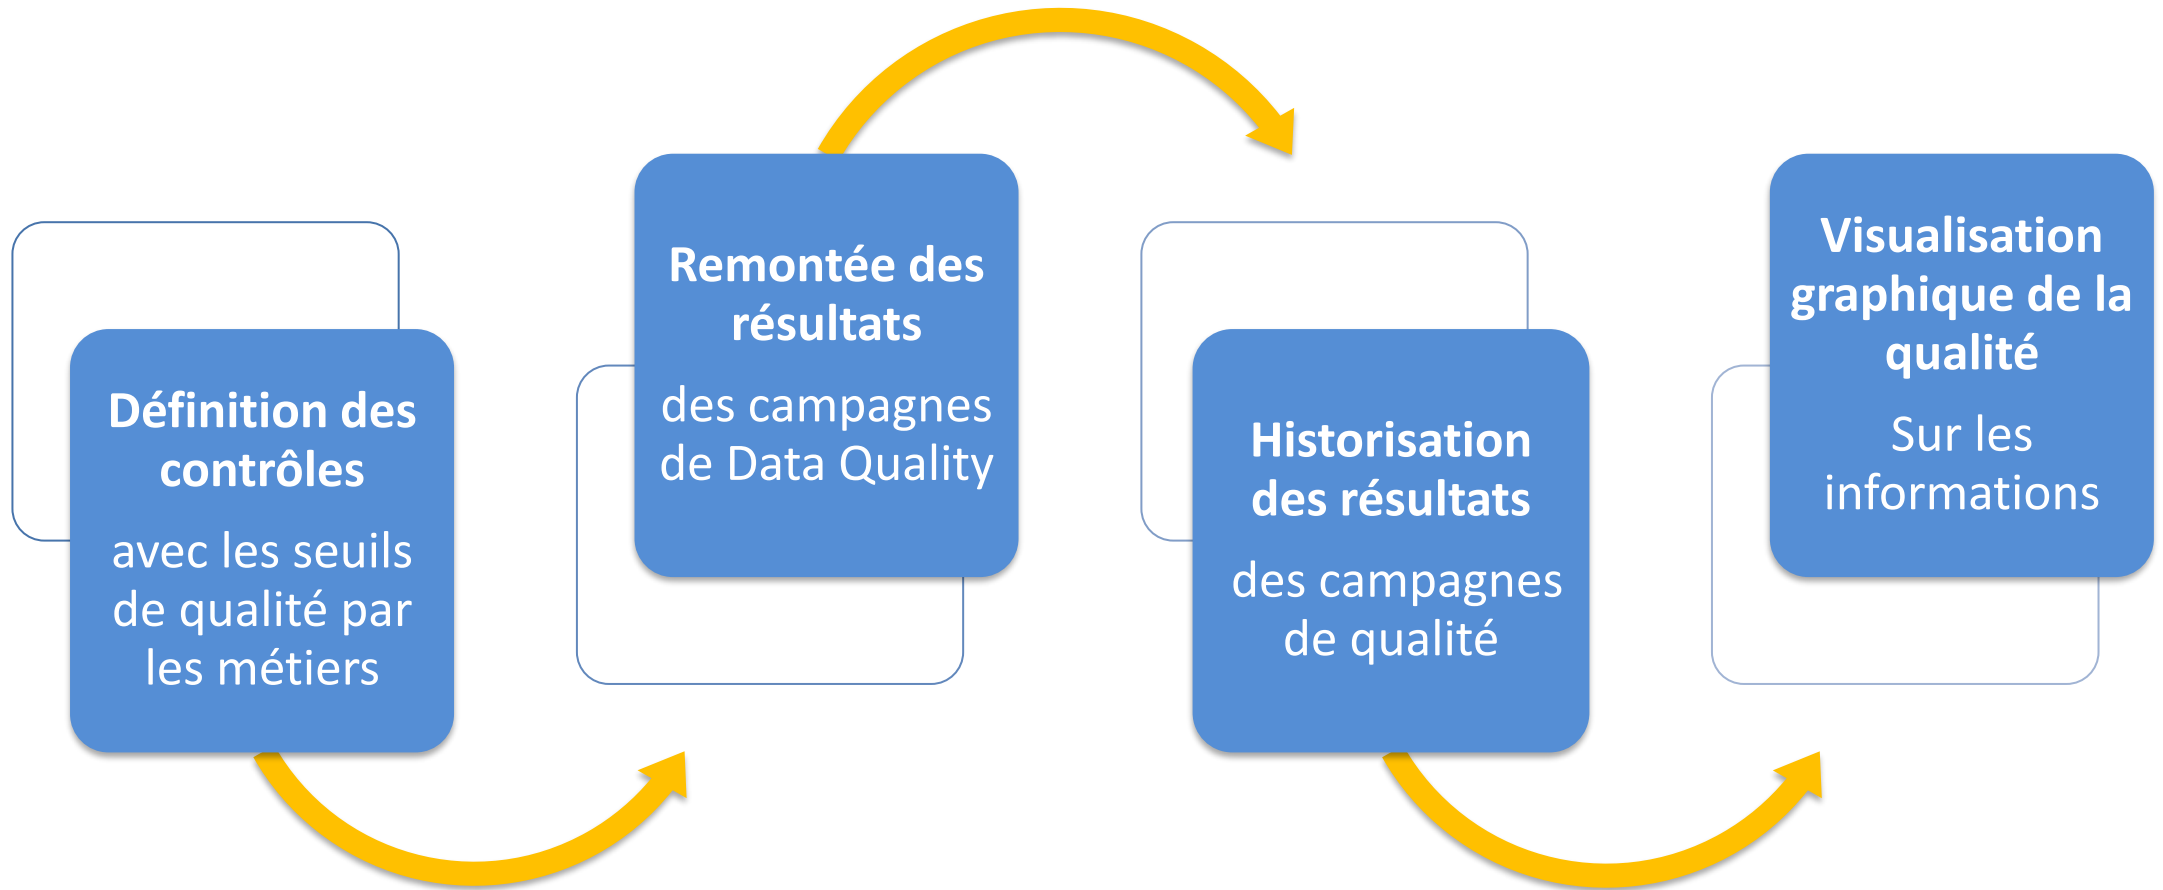 Définition des
contrôles
avec les seuils
de qualité par
les métiers
Remontée des
résultats
des campagnes
de Data Quality
Historisation
des résultats
des campagnes
de qualité
Visualisation
graphique de la
qualité
Sur les
informations